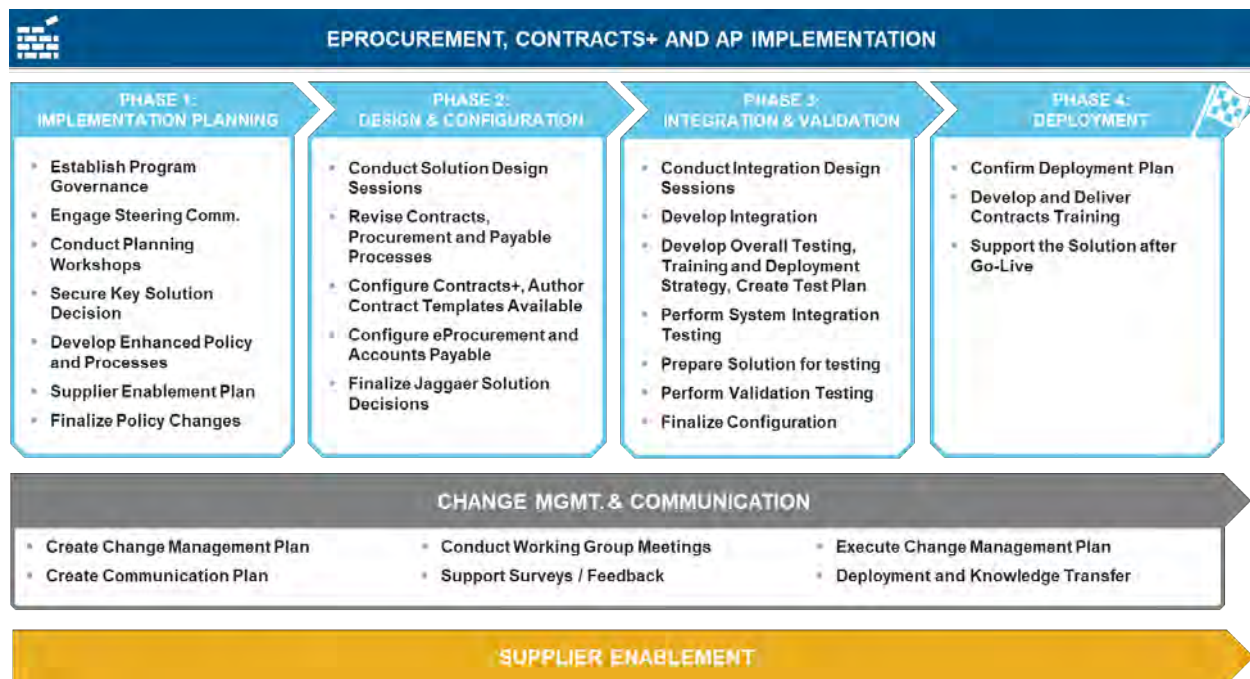 EPROCUREMENT, CONTRACTS+ AND AP IMPLEMENTATION
PHASE 1:
IMPLEMENTATION PLANNING
Establish Program
Governance
Engage Steering Comm.
Conduct Planning
Workshops
Secure Key Solution
Decision
Develop Enhanced Policy
and Processes
Supplier Enablement Plan
Finalize Policy Changes
PHASE 2:
DESIGN & CONFIGURATION
Conduct Solution Design
Sessions
Revise Contracts,
Procurement and Payable
Processes
Configure Contracts+, Author
Contract Templates Available
Configure eProcurement and
Accounts Payable
Finalize Jaggaer Solution
Decisions
PHASE 3:
INTEGRATION & VALIDATION
Conduct Integration Design
Sessions
Develop Integration
Develop Overall Testing,
Training and Deployment
Strategy, Create Test Plan
Perform System Integration
Testing
Prepare Solution for testing
Perform Validation Testing
Finalize Configuration
PHASE 4:
DEPLOYMENT
Confirm Deployment Plan
Develop and Deliver
Contracts Training
Support the Solution after
Go-Live
CHANGE MGMT. & COMMUNICATION
Create Change Management Plan
Create Communication Plan
Conduct Working Group Meetings
Support Surveys / Feedback
Execute Change Management Plan
Deployment and Knowledge Transfer
SUPPLIER ENABLEMENT